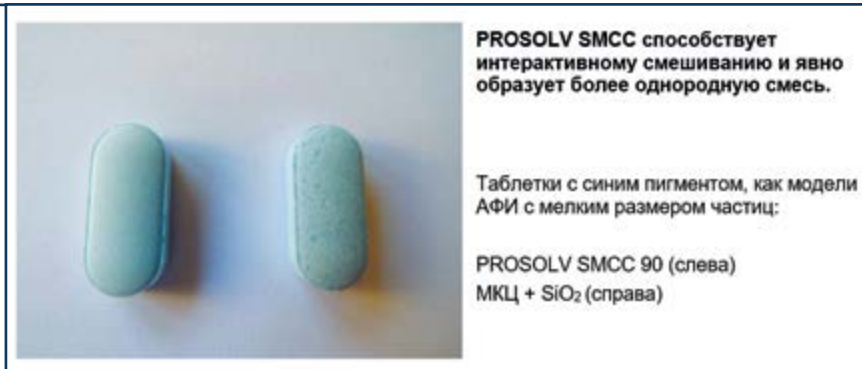 PROSOLV SMCC способствует
интерактивному смешиванию и явно
образует более однородную смесь.
Таблетки с синим пигментом, как модели
АФИ с мелким размером частиц:
PROSOLV SMCC 90 (слева)
МКЦ + SiO₂ (справа)